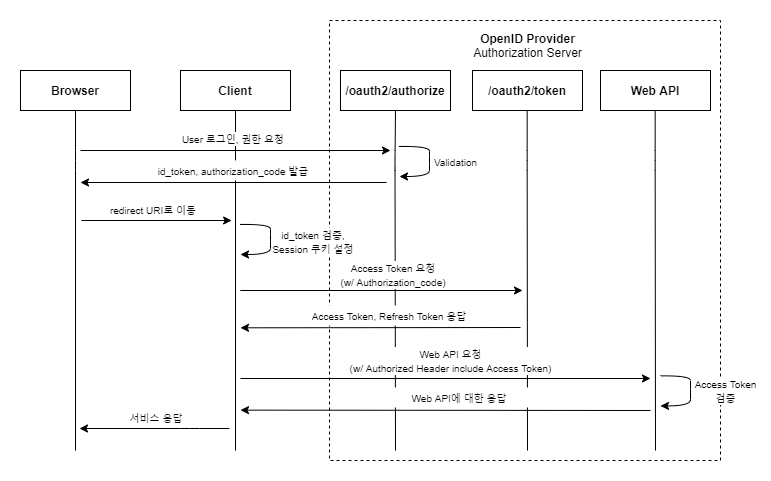 OpenID Provider
Authorization Server
Browser
Client
/oauth2/authorize
/oauth2/token
Web API
User 로그인, 권한 요청
Validation
id_token, authorization_code 발급
redirect URI로 이동
id_token 검증,
Session 쿠키 설정
Access Token 요청
(w/ Authorization_code)
Access Token, Refresh Token 응답
Web API 요청
(w/ Authorized Header include Access Token)
Access Token
검증
Web API에 대한 응답
서비스 응답